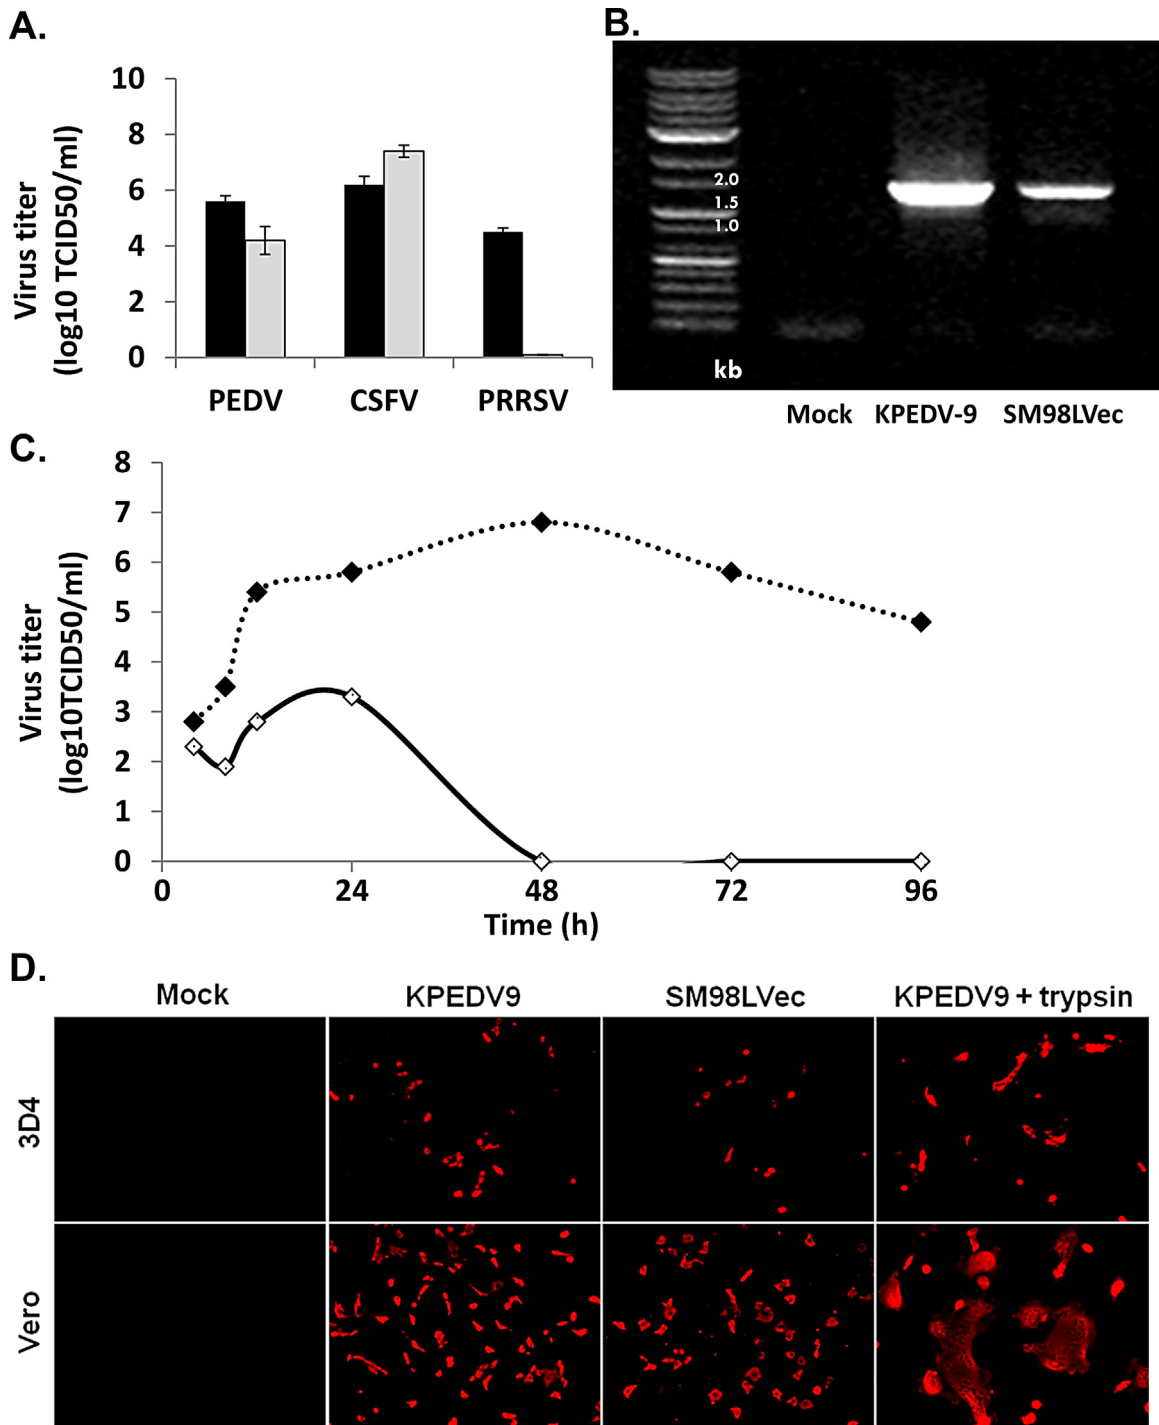 A.
Virus titer
(log10 TCID50/ml)
10
8
6
4
2
0
PEDV CSFV PRRSV
B.
2.0
1.5
1.0
kb
Mock KPEDV-9 SM98LVec
C.
Virus titer
(log10TCID50/ml)
8
7
6
5
4
3
2
1
0
0 24 48 72 96
Time (h)
D.
Mock KPEDV9 SM98LVec KPEDV9 + trypsin
3D4
Vero